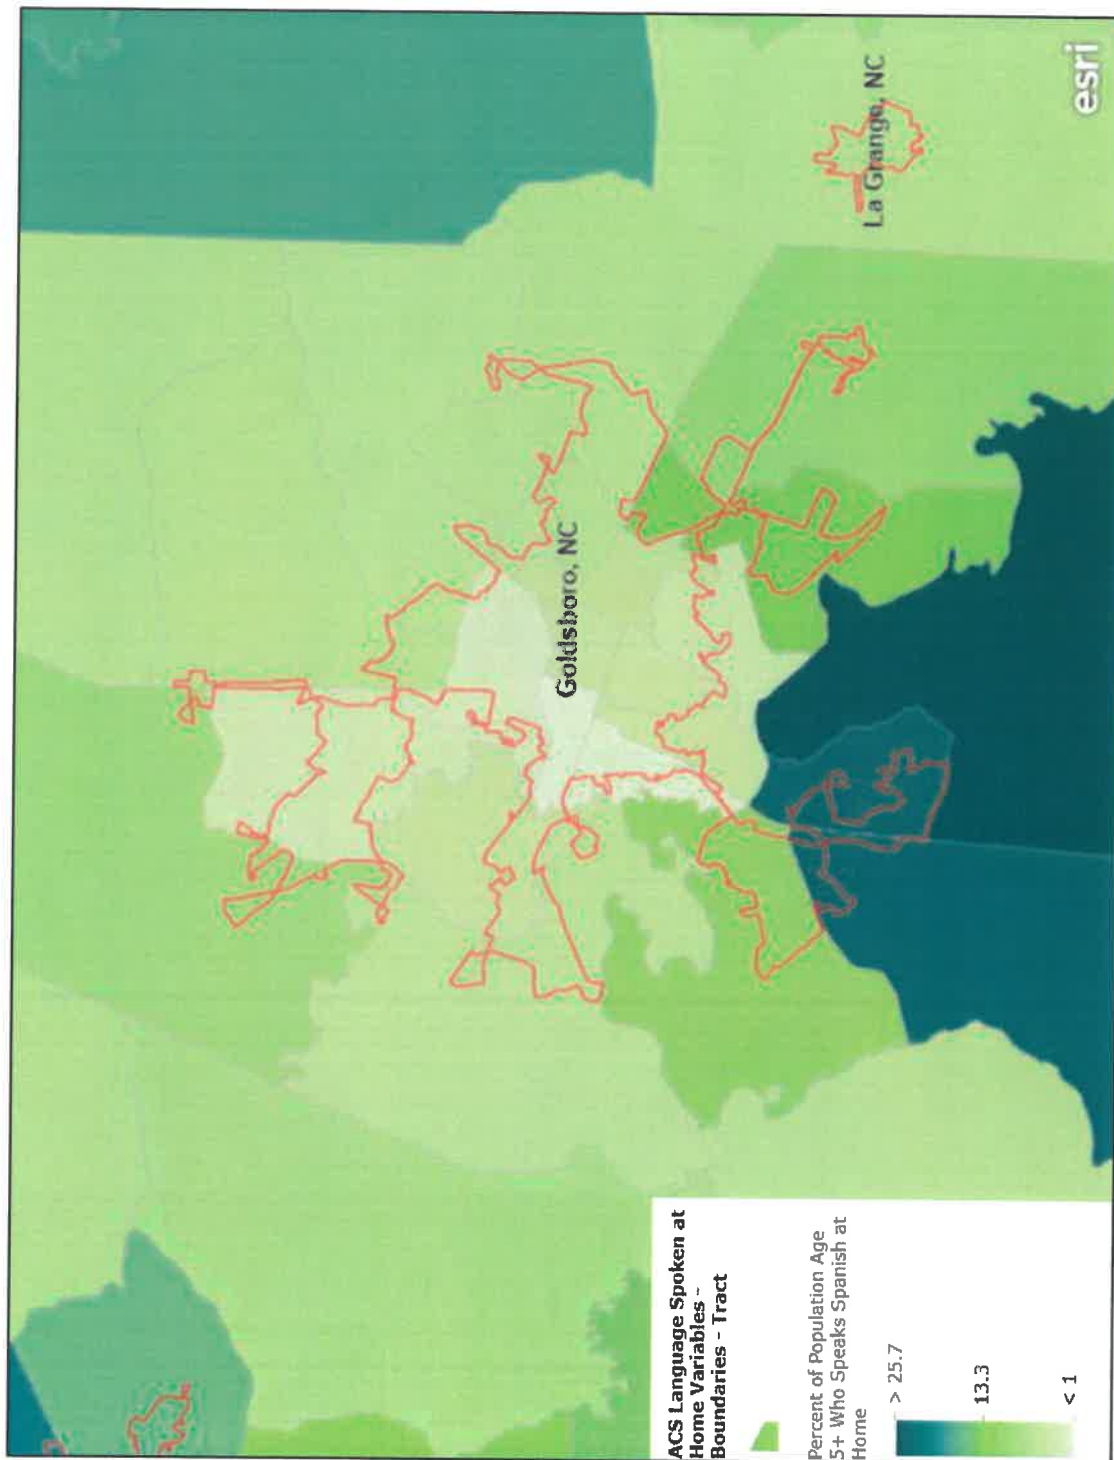 La Grange, NC
Goldsboro, NC
ACS Language Spoken at
Home Variables -
Boundaries - Tract
Percent of Population Age
5+ Who Speaks Spanish at
Home
> 25.7
13.3
< 1
esri